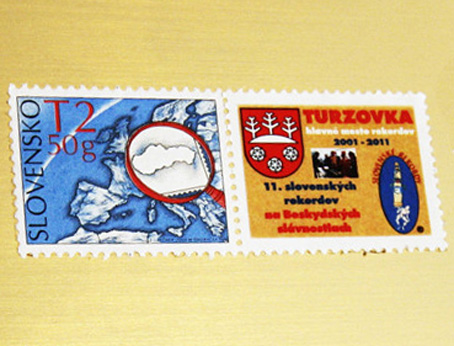 SLOVENSKO
T2
50g
TURZOVKA
hlavné mesto rekordov
2001 - 2011
11. slovenských
rekordov
na Beskydských
slávnostiach